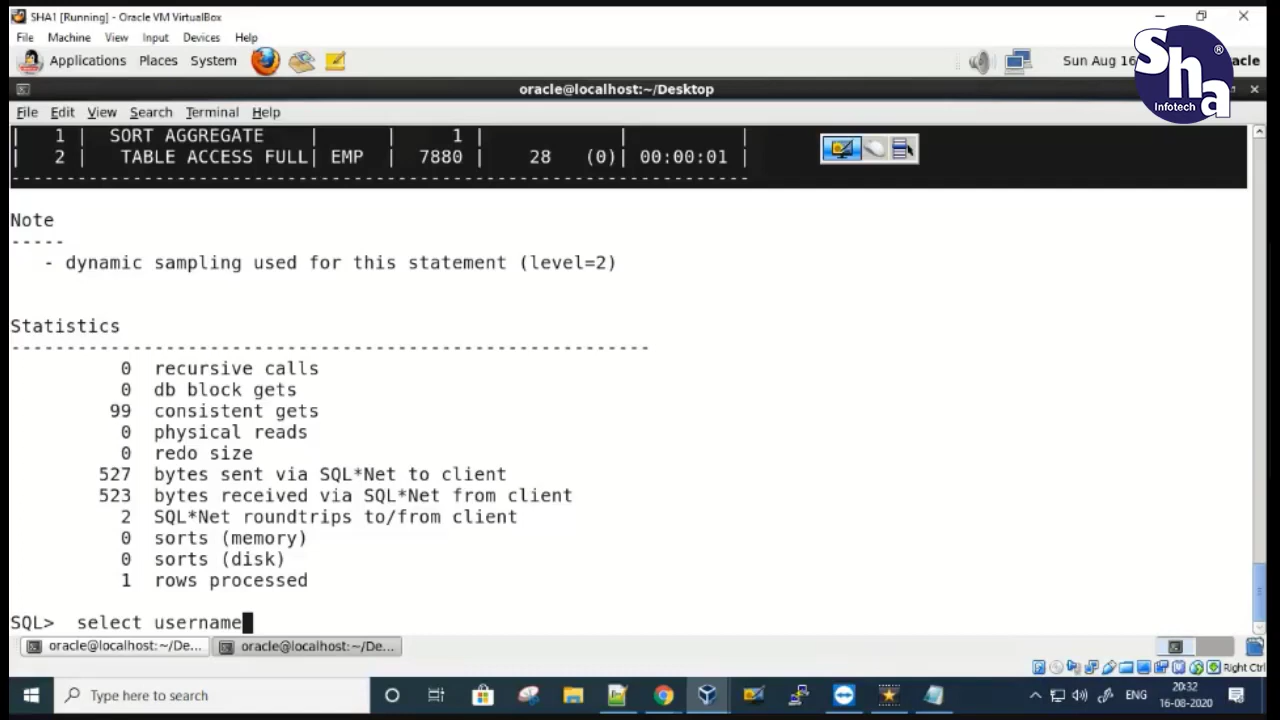 SHA1 [Running] - Oracle VM VirtualBox
File Machine View Input Devices Help
Applications Places System Sun Aug 16 acle
Sha ®
Infotech
oracle@localhost:~/Desktop
File Edit View Search Terminal Help
| 1 | SORT AGGREGATE | | 1 | | |
| 2 | TABLE ACCESS FULL| EMP | 7880 | 28 (0)| 00:00:01 |
--------------------------------------------------------------------
Note
-----
- dynamic sampling used for this statement (level=2)
Statistics
----------------------------------------------------------
0 recursive calls
0 db block gets
99 consistent gets
0 physical reads
0 redo size
527 bytes sent via SQL*Net to client
523 bytes received via SQL*Net from client
2 SQL*Net roundtrips to/from client
0 sorts (memory)
0 sorts (disk)
1 rows processed
SQL> select username
oracle@localhost:~/De... oracle@localhost:~/De...
Right Ctrl
Type here to search ENG 20:32
16-08-2020